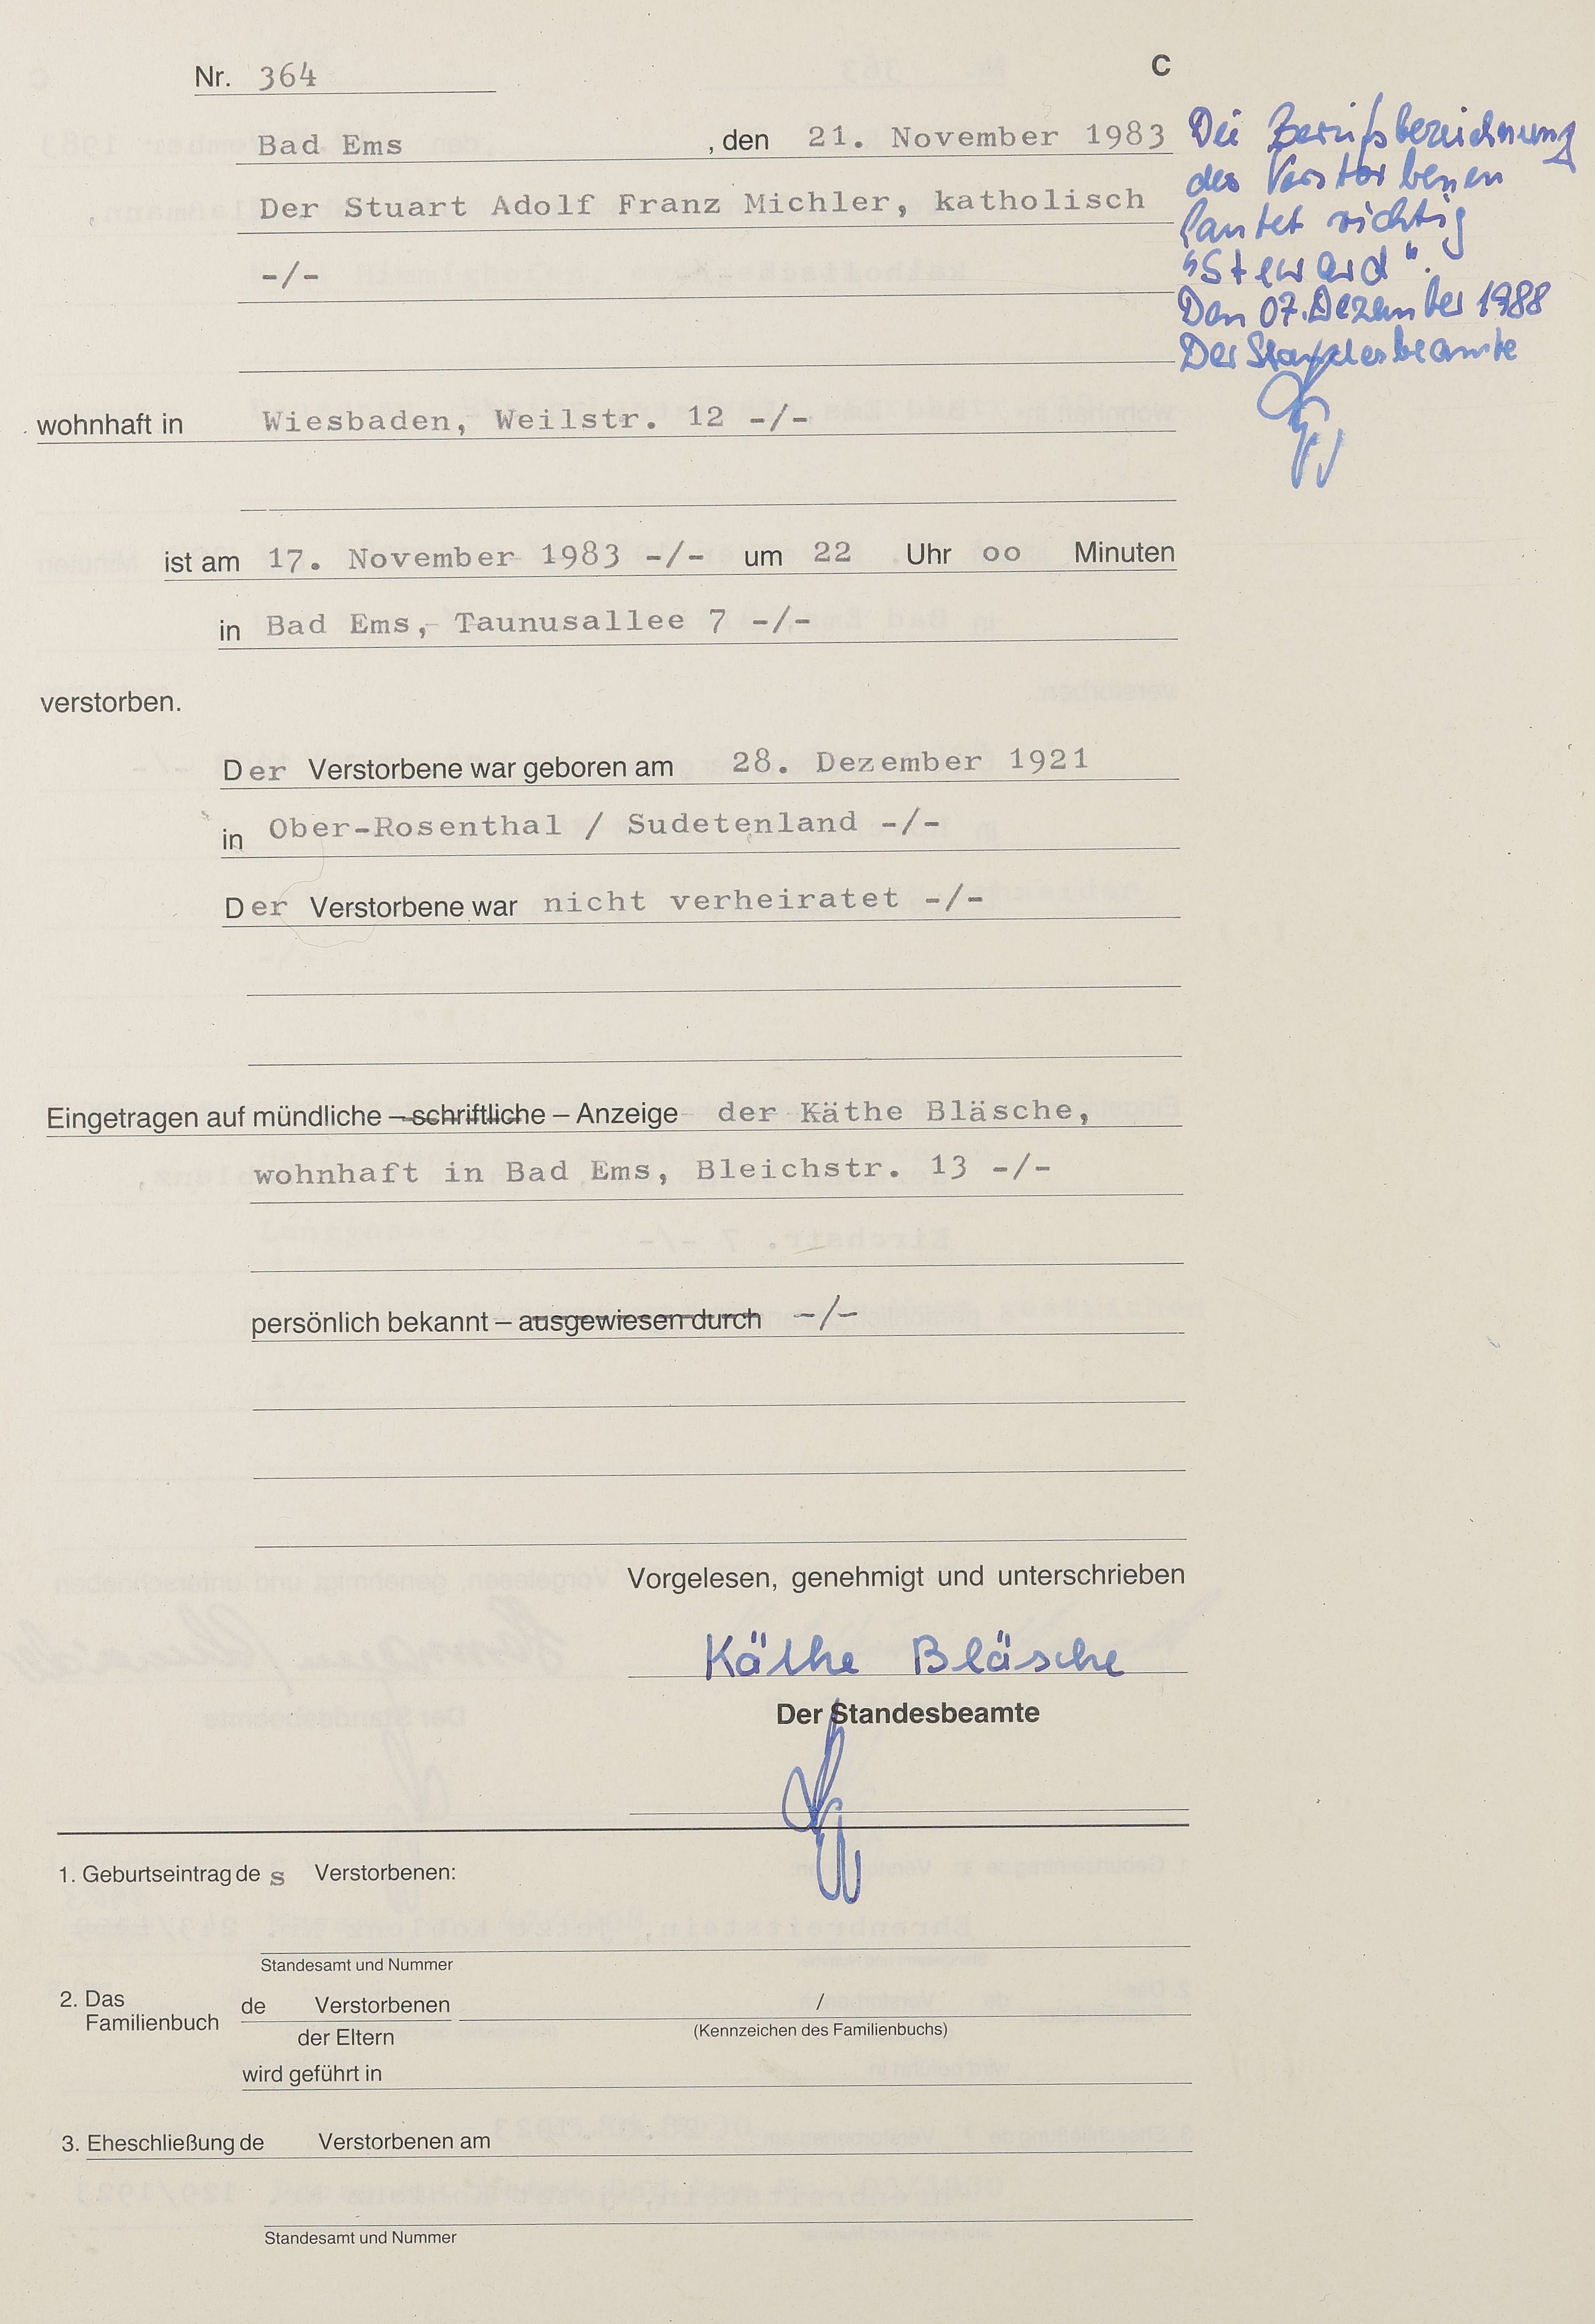 Nr. 364
C
Bad Ems , den 21. November 1983
Der Stuart Adolf Franz Michler, katholisch
-/-
Die Berufsbezeichnung
des Verstorbenen
lautet richtig
"Steward".
Den 07. Dezember 1988
Der Standesbeamte
wohnhaft in Wiesbaden, Weilstr. 12 -/-
ist am 17. November 1983 -/- um 22 Uhr oo Minuten
in Bad Ems, Taunusallee 7 -/-
verstorben.
Der Verstorbene war geboren am 28. Dezember 1921
in Ober-Rosenthal / Sudetenland -/-
Der Verstorbene war nicht verheiratet -/-
Eingetragen auf mündliche – schriftliche – Anzeige der Käthe Bläsche,
wohnhaft in Bad Ems, Bleichstr. 13 -/-
persönlich bekannt – ausgewiesen durch -/-
Vorgelesen, genehmigt und unterschrieben
Käthe Bläsche
Der Standesbeamte
1. Geburtseintrag de s Verstorbenen:
Standesamt und Nummer
2. Das Familienbuch de Verstorbenen /
der Eltern (Kennzeichen des Familienbuchs)
wird geführt in
3. Eheschließung de Verstorbenen am
Standesamt und Nummer